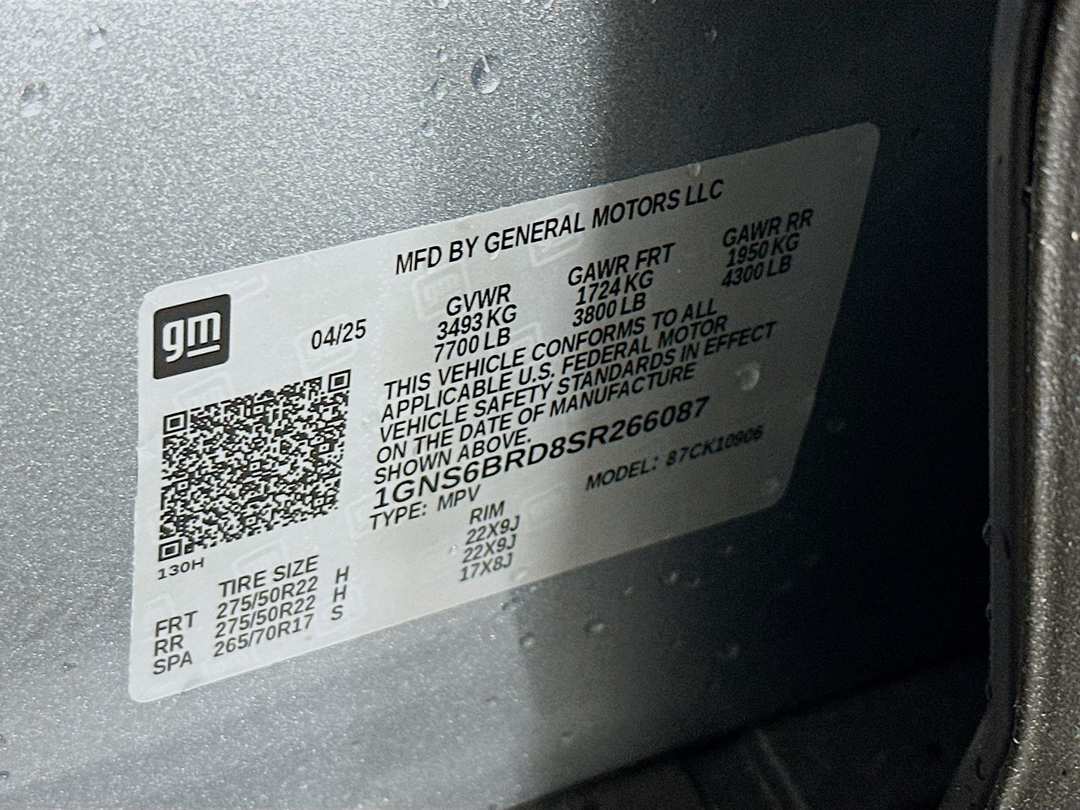 MFD BY GENERAL MOTORS LLC
gm
04/25
GVWR GAWR FRT GAWR RR
3493 KG 1724 KG 1950 KG
7700 LB 3800 LB 4300 LB
THIS VEHICLE CONFORMS TO ALL
APPLICABLE U.S. FEDERAL MOTOR
VEHICLE SAFETY STANDARDS IN EFFECT
ON THE DATE OF MANUFACTURE
SHOWN ABOVE.
1GNS6BRD8SR266087
TYPE: MPV MODEL: 87CK10906
130H
TIRE SIZE RIM
FRT 275/50R22 H 22X9J
RR 275/50R22 H 22X9J
SPA 265/70R17 S 17X8J